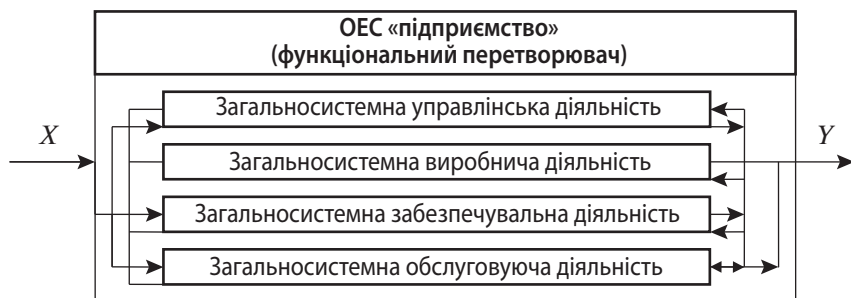 ОЕС «підприємство»
(функціональний перетворювач)
Загальносистемна управлінська діяльність
X
Загальносистемна виробнича діяльність
Y
Загальносистемна забезпечувальна діяльність
Загальносистемна обслуговуюча діяльність